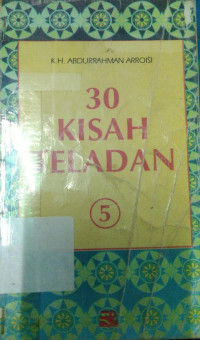 K.H. ABDURRAHMAN ARROISI
30
KISAH
TELADAN
5